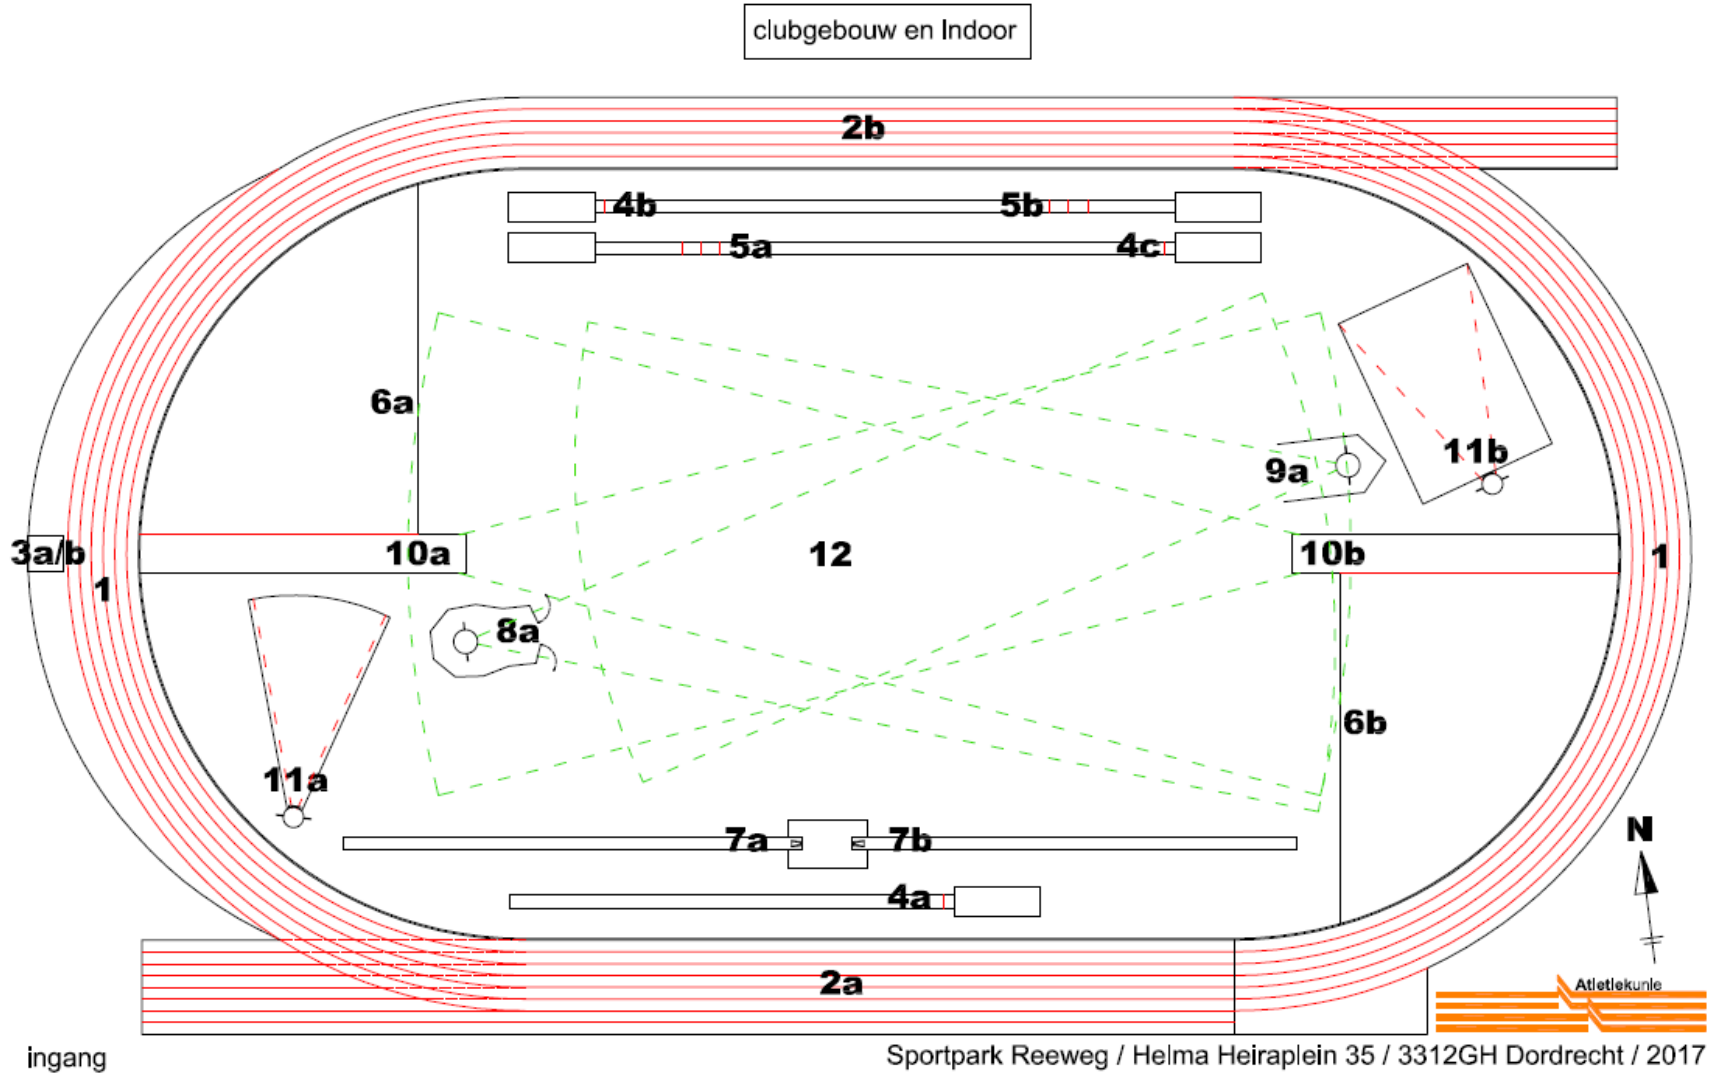 clubgebouw en Indoor
2b
4b
5b
5a
4c
6a
11b
9a
3a/b
10a
12
10b
1
1
8a
6b
11a
7a
7b
N
4a
2a
Atletiekunie
ingang
Sportpark Reeweg / Helma Heiraplein 35 / 3312GH Dordrecht / 2017